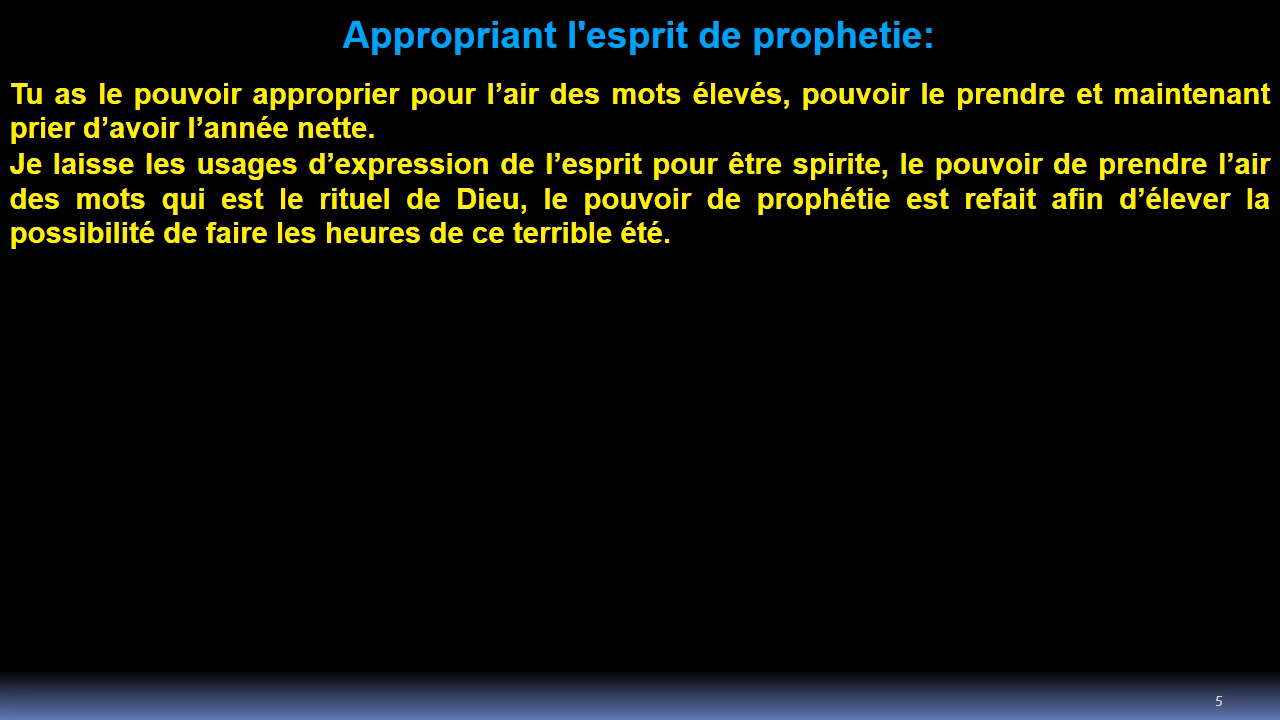 Appropriant l'esprit de prophetie:
Tu as le pouvoir approprier pour l’air des mots élevés, pouvoir le prendre et maintenant
prier d’avoir l’année nette.
Je laisse les usages d’expression de l’esprit pour être spirite, le pouvoir de prendre l’air
des mots qui est le rituel de Dieu, le pouvoir de prophétie est refait afin d’élever la
possibilité de faire les heures de ce terrible été.
5